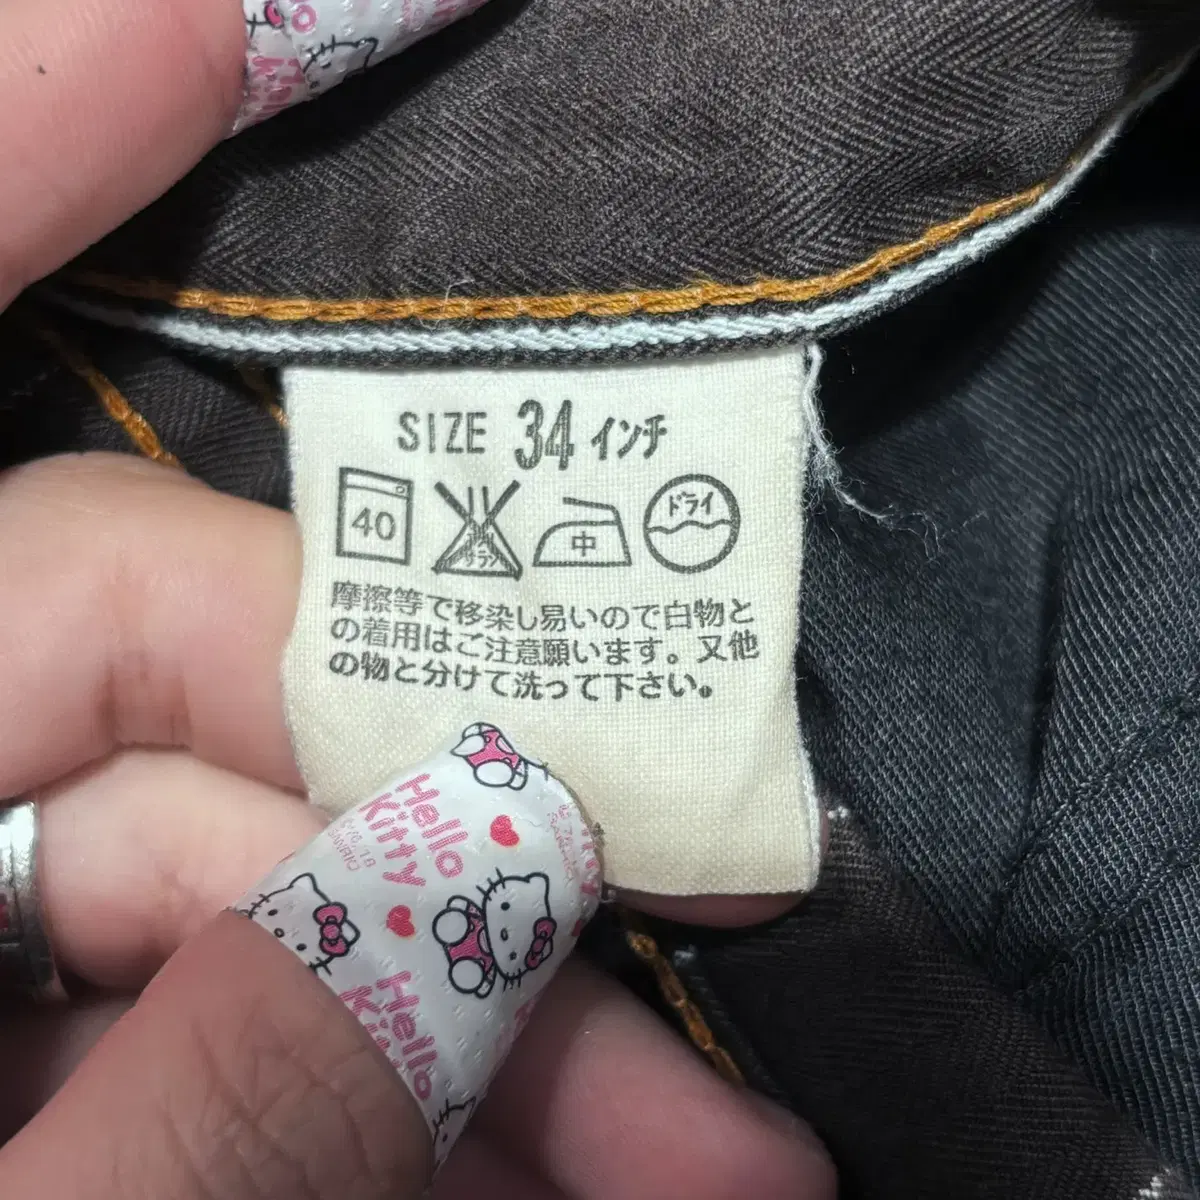 SIZE 34 インチ
40 中 ドライ
摩擦等で移染し易いので白物と
の着用はご注意願います。又他
の物と分けて洗って下さい。
Hello
Kitty
Hello